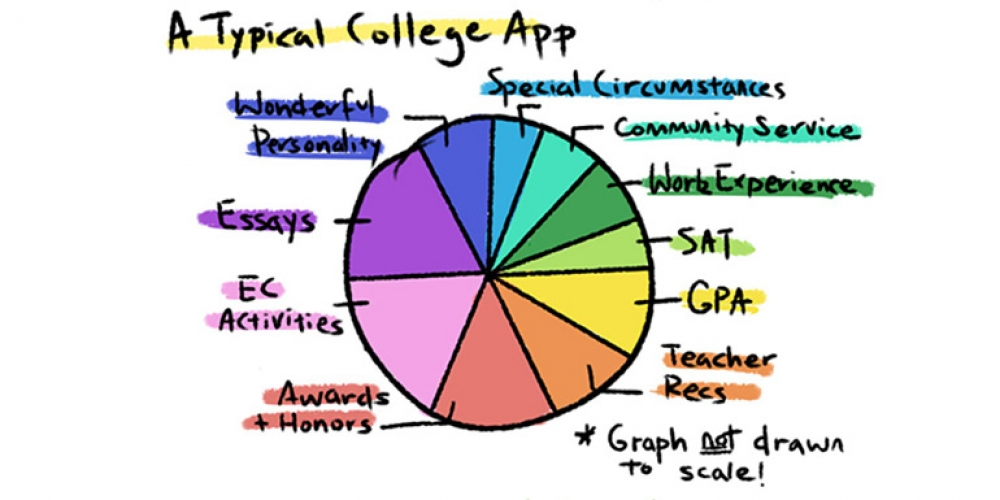 A Typical College App
Special Circumstances
Wonderful
Personality
Community Service
Work Experience
Essays
SAT
EC
Activities
GPA
Teacher
Recs
Awards
+ Honors
* Graph not drawn
to scale!